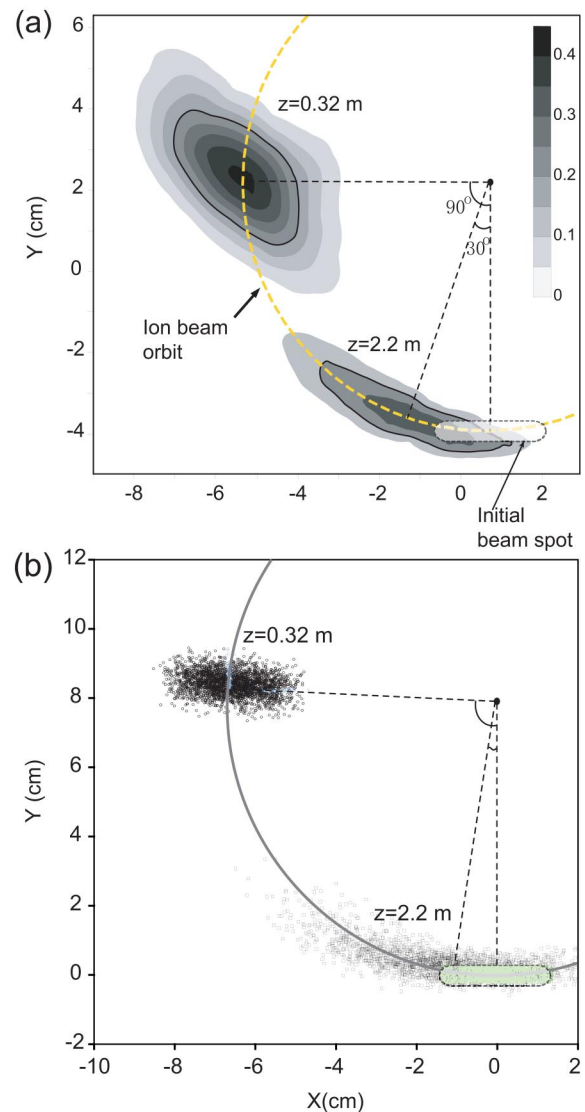 (a)
6
4
2
0
-2
-4
Y (cm)
-8
-6
-4
-2
0
2
z=0.32 m
z=2.2 m
90°
30°
Ion beam
orbit
Initial
beam spot
0.4
0.3
0.2
0.1
0
(b)
12
10
8
6
4
2
0
-2
Y (cm)
z=0.32 m
z=2.2 m
-10
-8
-6
-4
-2
0
2
X(cm)